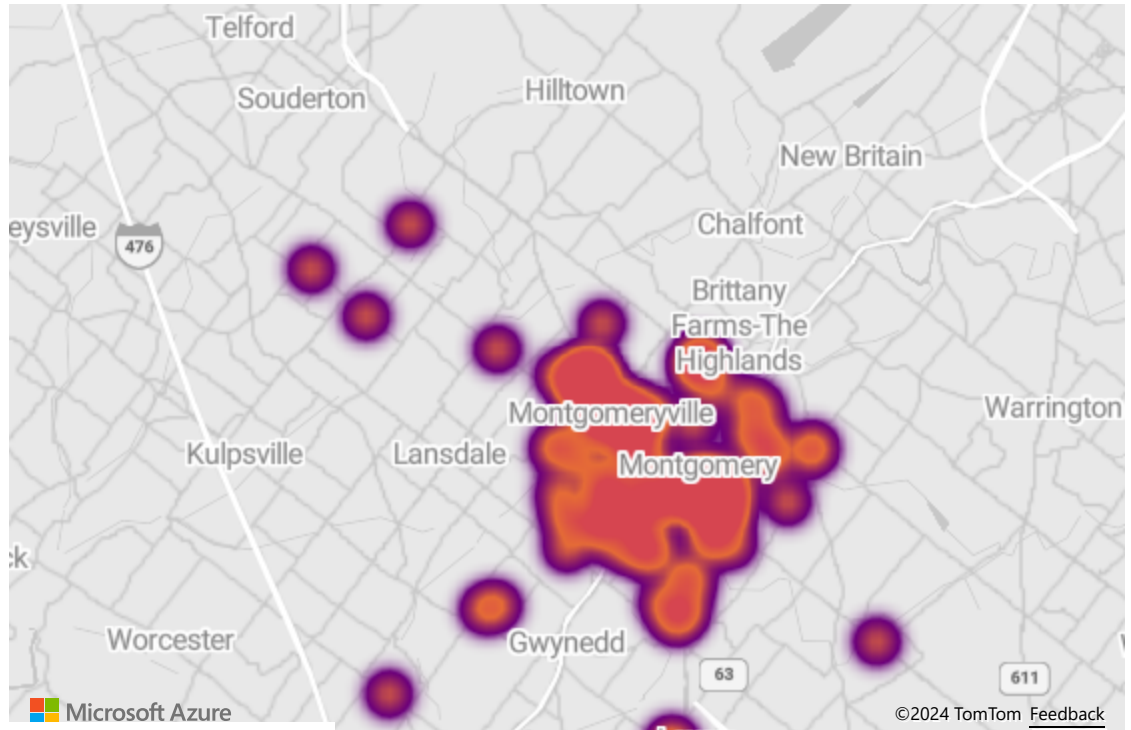 Telford
Souderton
Hilltown
New Britain
eysville
476
Chalfont
Brittany
Farms-The
Highlands
Montgomeryville
Warrington
Kulpsville
Lansdale
Montgomery
ck
Worcester
Gwynedd
63
611
Microsoft Azure
©2024 TomTom Feedback